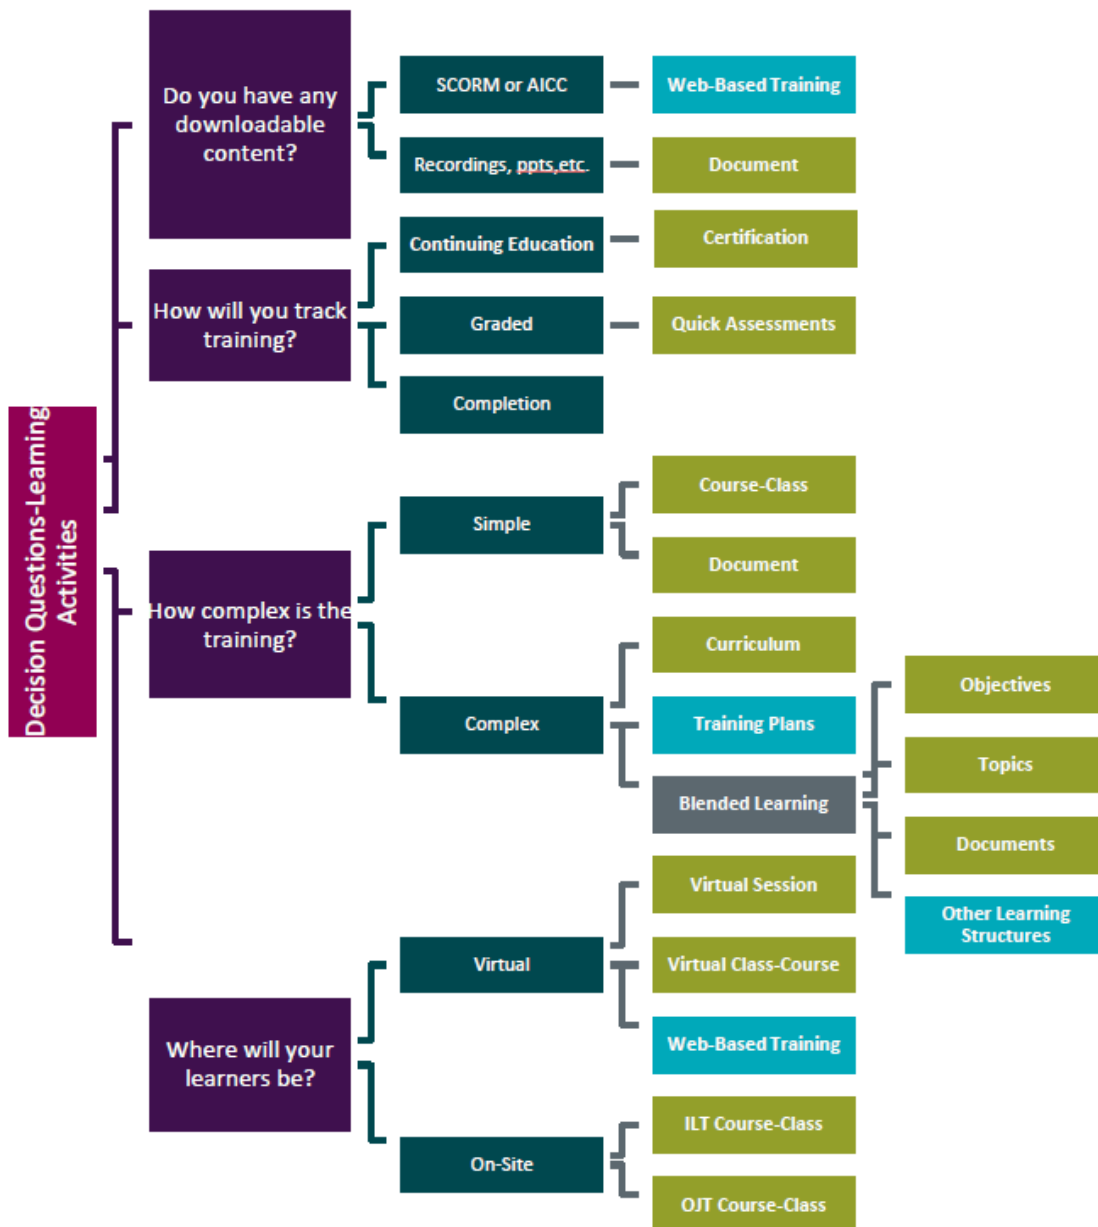 Decision Questions-Learning
Activities
Do you have any
downloadable
content?
SCORM or AICC
Web-Based Training
Recordings, ppts,etc.
Document
How will you track
training?
Continuing Education
Certification
Graded
Quick Assessments
Completion
How complex is the
training?
Simple
Course-Class
Document
Complex
Curriculum
Training Plans
Blended Learning
Objectives
Topics
Documents
Other Learning
Structures
Where will your
learners be?
Virtual
Virtual Session
Virtual Class-Course
Web-Based Training
On-Site
ILT Course-Class
OJT Course-Class